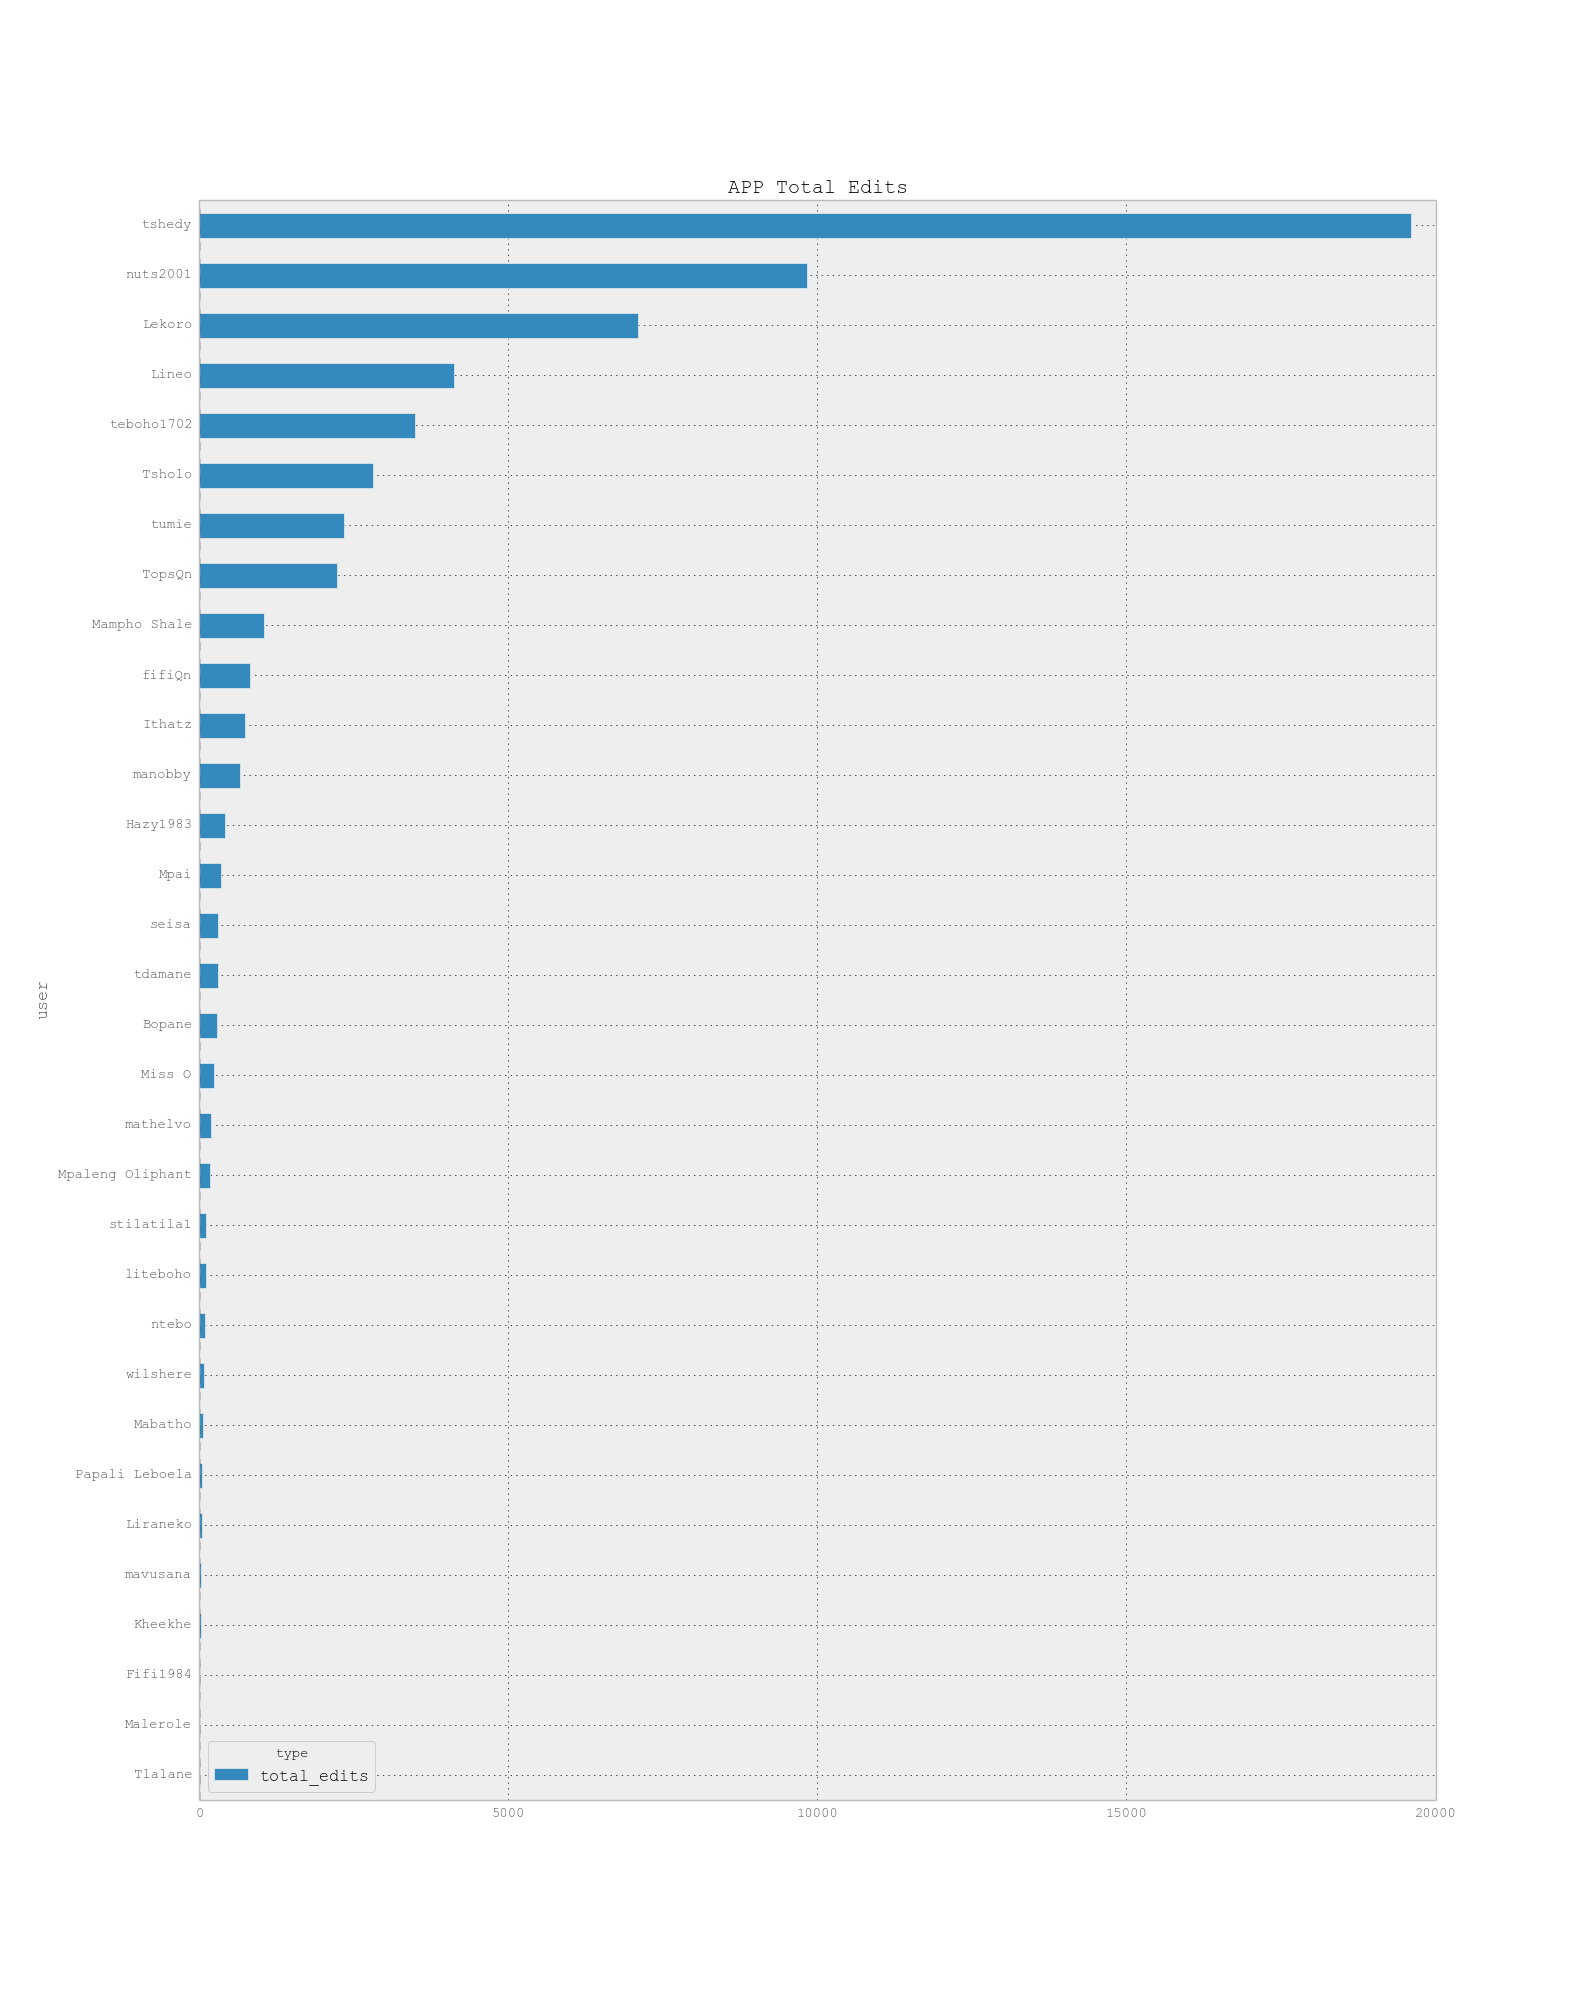 APP Total Edits
tshedy
nuts2001
Lekoro
Lineo
teboho1702
Tsholo
tumie
TopsQn
Mampho Shale
fifiQn
Ithatz
manobby
Hazy1983
Mpai
seisa
tdamane
Bopane
Miss O
mathelvo
Mpaleng Oliphant
stilatila1
liteboho
ntebo
wilshere
Mabatho
Papali Leboela
Liraneko
mavusana
Kheekhe
Fifi1984
Malerole
Tlalane
user
type
total_edits
0 5000 10000 15000 20000